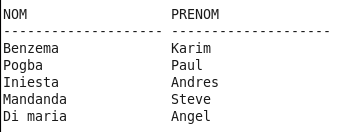 NOM PRENOM
-------------------- --------------------
Benzema Karim
Pogba Paul
Iniesta Andres
Mandanda Steve
Di maria Angel